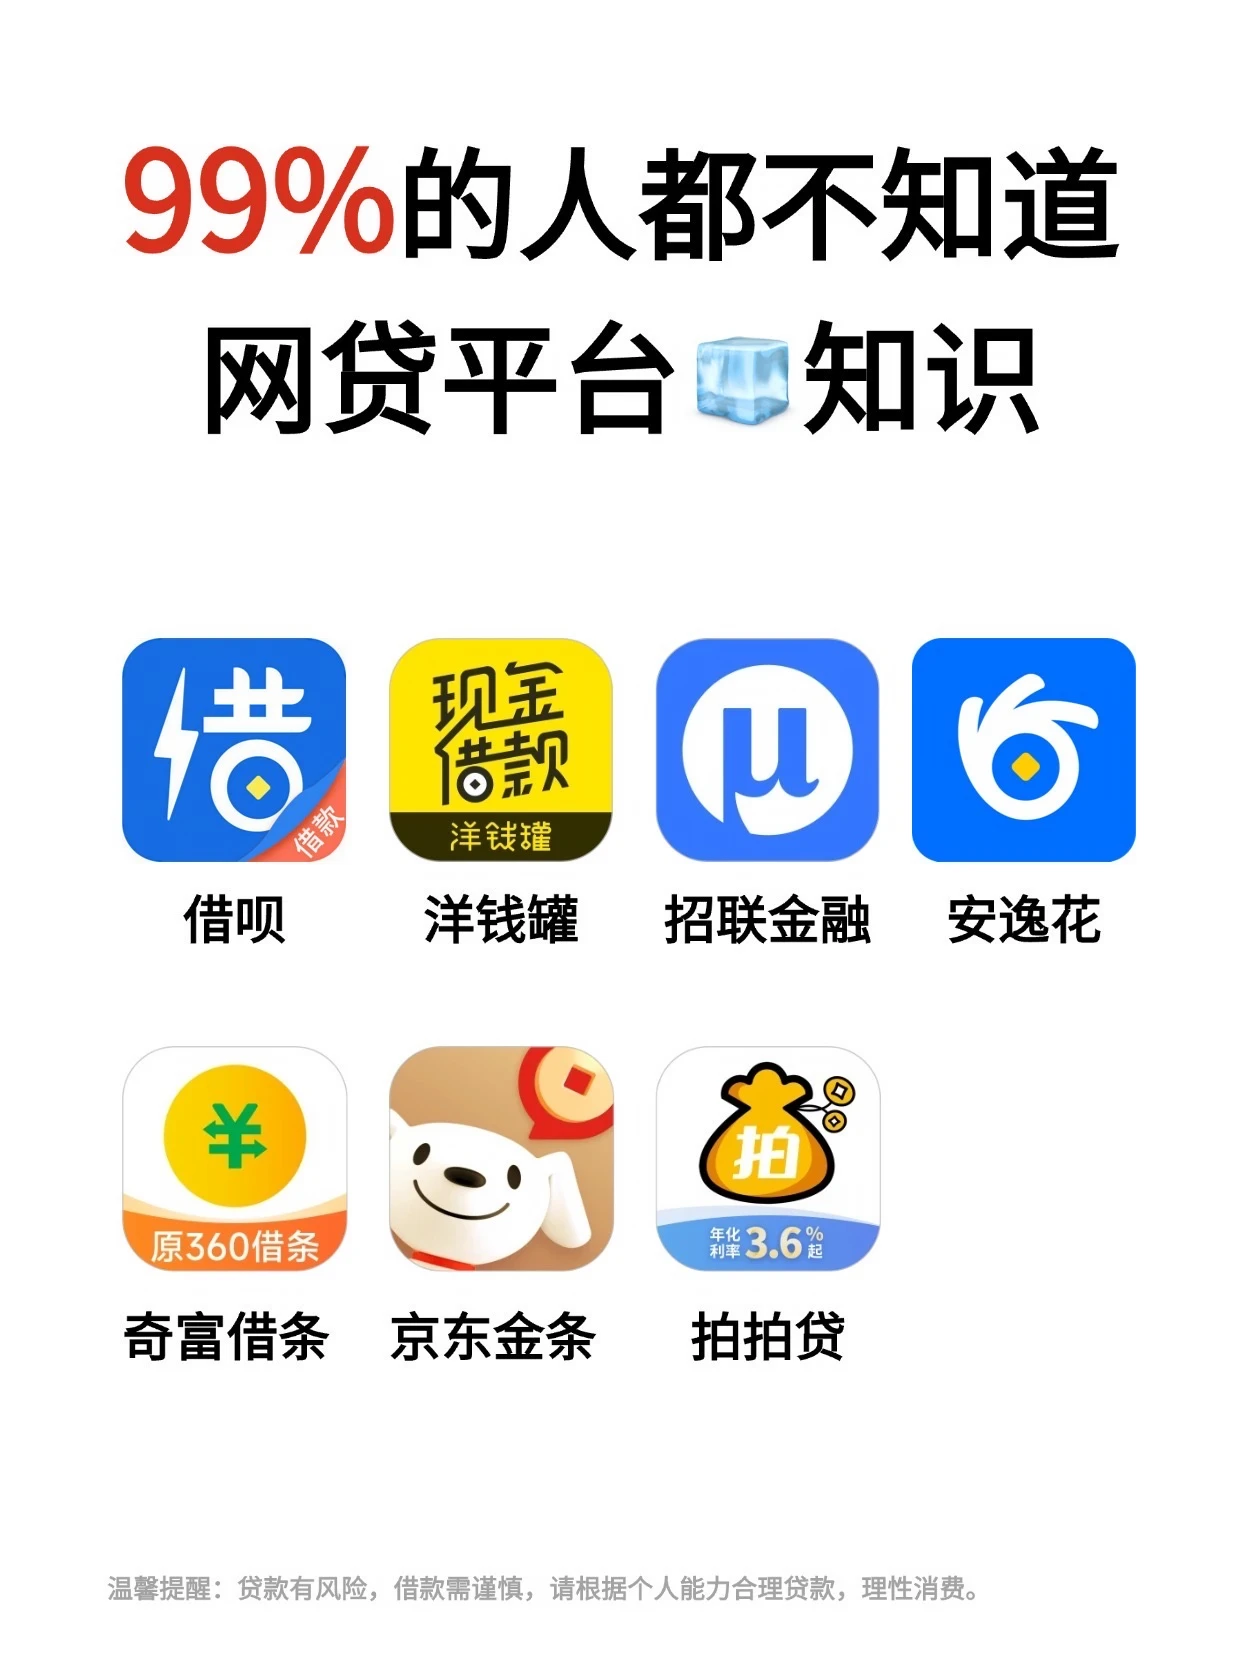 99%的人都不知道
网贷平台🧊知识
借
借款
现金
借款
洋钱罐
μ
借呗
洋钱罐
招联金融
安逸花
原360借条
拍
年化
利率
3.6%
起
奇富借条
京东金条
拍拍贷
温馨提醒：贷款有风险，借款需谨慎，请根据个人能力合理贷款，理性消费。